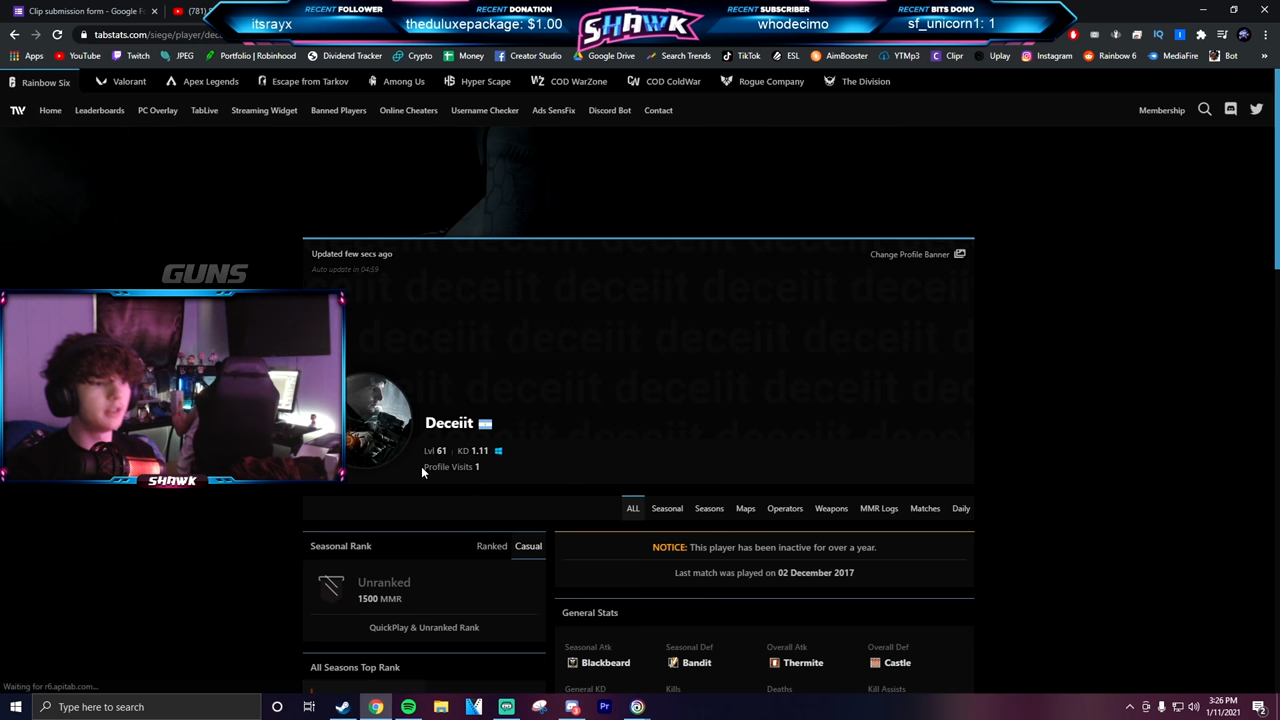 Clip submission form - Google F
(781)
RECENT FOLLOWER
itsrayx
RECENT DONATION
theduluxepackage: $1.00
SHAWK
RECENT SUBSCRIBER
whodecimo
RECENT BITS DONO
sf_unicorn1: 1
tabstats.com/siege/player/dec
Apps YouTube Twitch JPEG Portfolio | Robinh... Dividend Tracker Crypto Money Creator Studio Google Drive Search Trends TikTok ESL AimBooster YTMP3 Clipr Uplay Instagram Rainbow 6 MediaFire Bot
Rainbow Six Valorant Apex Legends Escape from Tarkov Among Us Hyper Scape COD WarZone COD ColdWar Rogue Company The Division
Home Leaderboards PC Overlay TabLive Streaming Widget Banned Players Online Cheaters Username Checker Ads SensFix Discord Bot Contact Membership
Updated few secs ago
Auto update in 04:59
Change Profile Banner
GUNS
deceiit deceiit deceiit
deceiit deceiit deceiit
Deceiit
Lvl 61 KD 1.11
Profile Visits 1
SHAWK
ALL Seasonal Seasons Maps Operators Weapons MMR Logs Matches Daily
Seasonal Rank Ranked Casual
NOTICE: This player has been inactive for over a year.
Last match was played on 02 December 2017
Unranked
1500 MMR
QuickPlay & Unranked Rank
General Stats
Seasonal Atk Seasonal Def Overall Atk Overall Def
Blackbeard Bandit Thermite Castle
All Seasons Top Rank
General KD Kills Deaths Kill Assists
Waiting for r6.apitab.com...
Type here to search
3:26 PM
1/11/2021
2